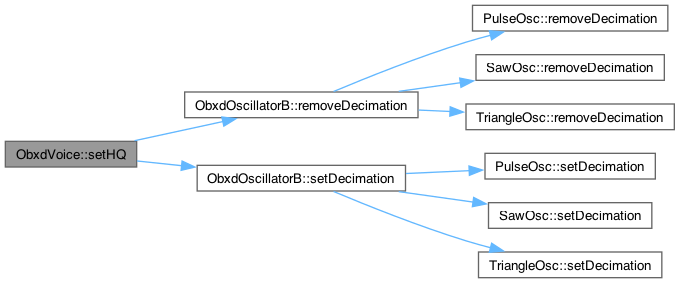 PulseOsc::removeDecimation
SawOsc::removeDecimation
ObxdOscillatorB::removeDecimation
TriangleOsc::removeDecimation
ObxdVoice::setHQ
PulseOsc::setDecimation
ObxdOscillatorB::setDecimation
SawOsc::setDecimation
TriangleOsc::setDecimation